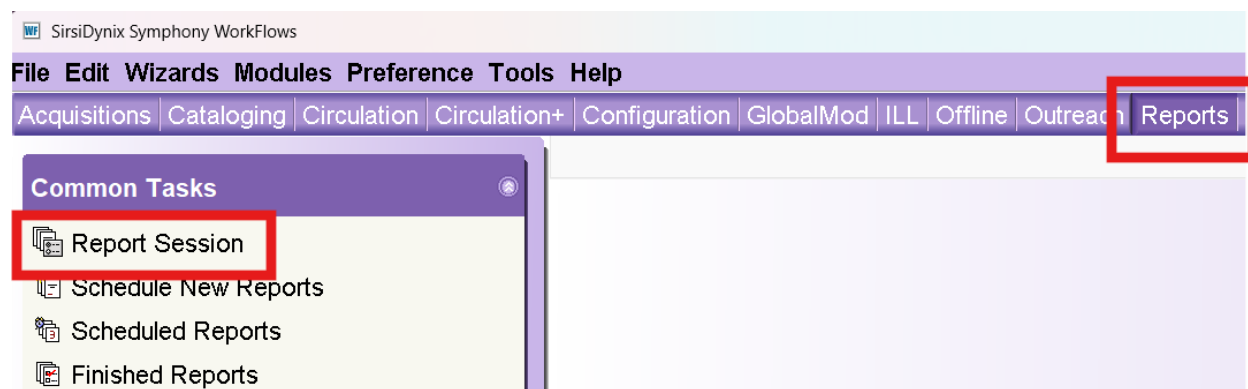 WF SirsiDynix Symphony WorkFlows
File Edit Wizards Modules Preference Tools Help
Acquisitions Cataloging Circulation Circulation+ Configuration GlobalMod ILL Offline Outreach Reports
Common Tasks
Report Session
Schedule New Reports
Scheduled Reports
Finished Reports